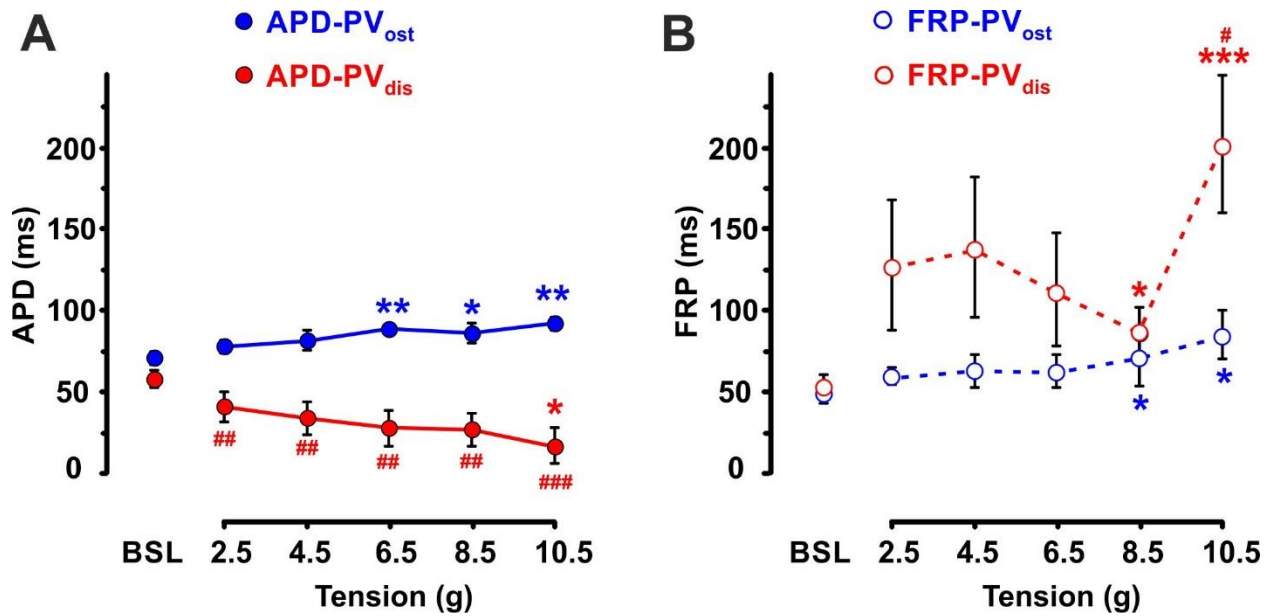 A
APD-PVost
APD-PVdis
200
150
100
50
0
APD (ms)
**
*
**
*
##
##
##
##
###
BSL 2.5 4.5 6.5 8.5 10.5
Tension (g)
B
FRP-PVost
FRP-PVdis
#
***
200
150
100
50
0
FRP (ms)
*
*
*
BSL 2.5 4.5 6.5 8.5 10.5
Tension (g)